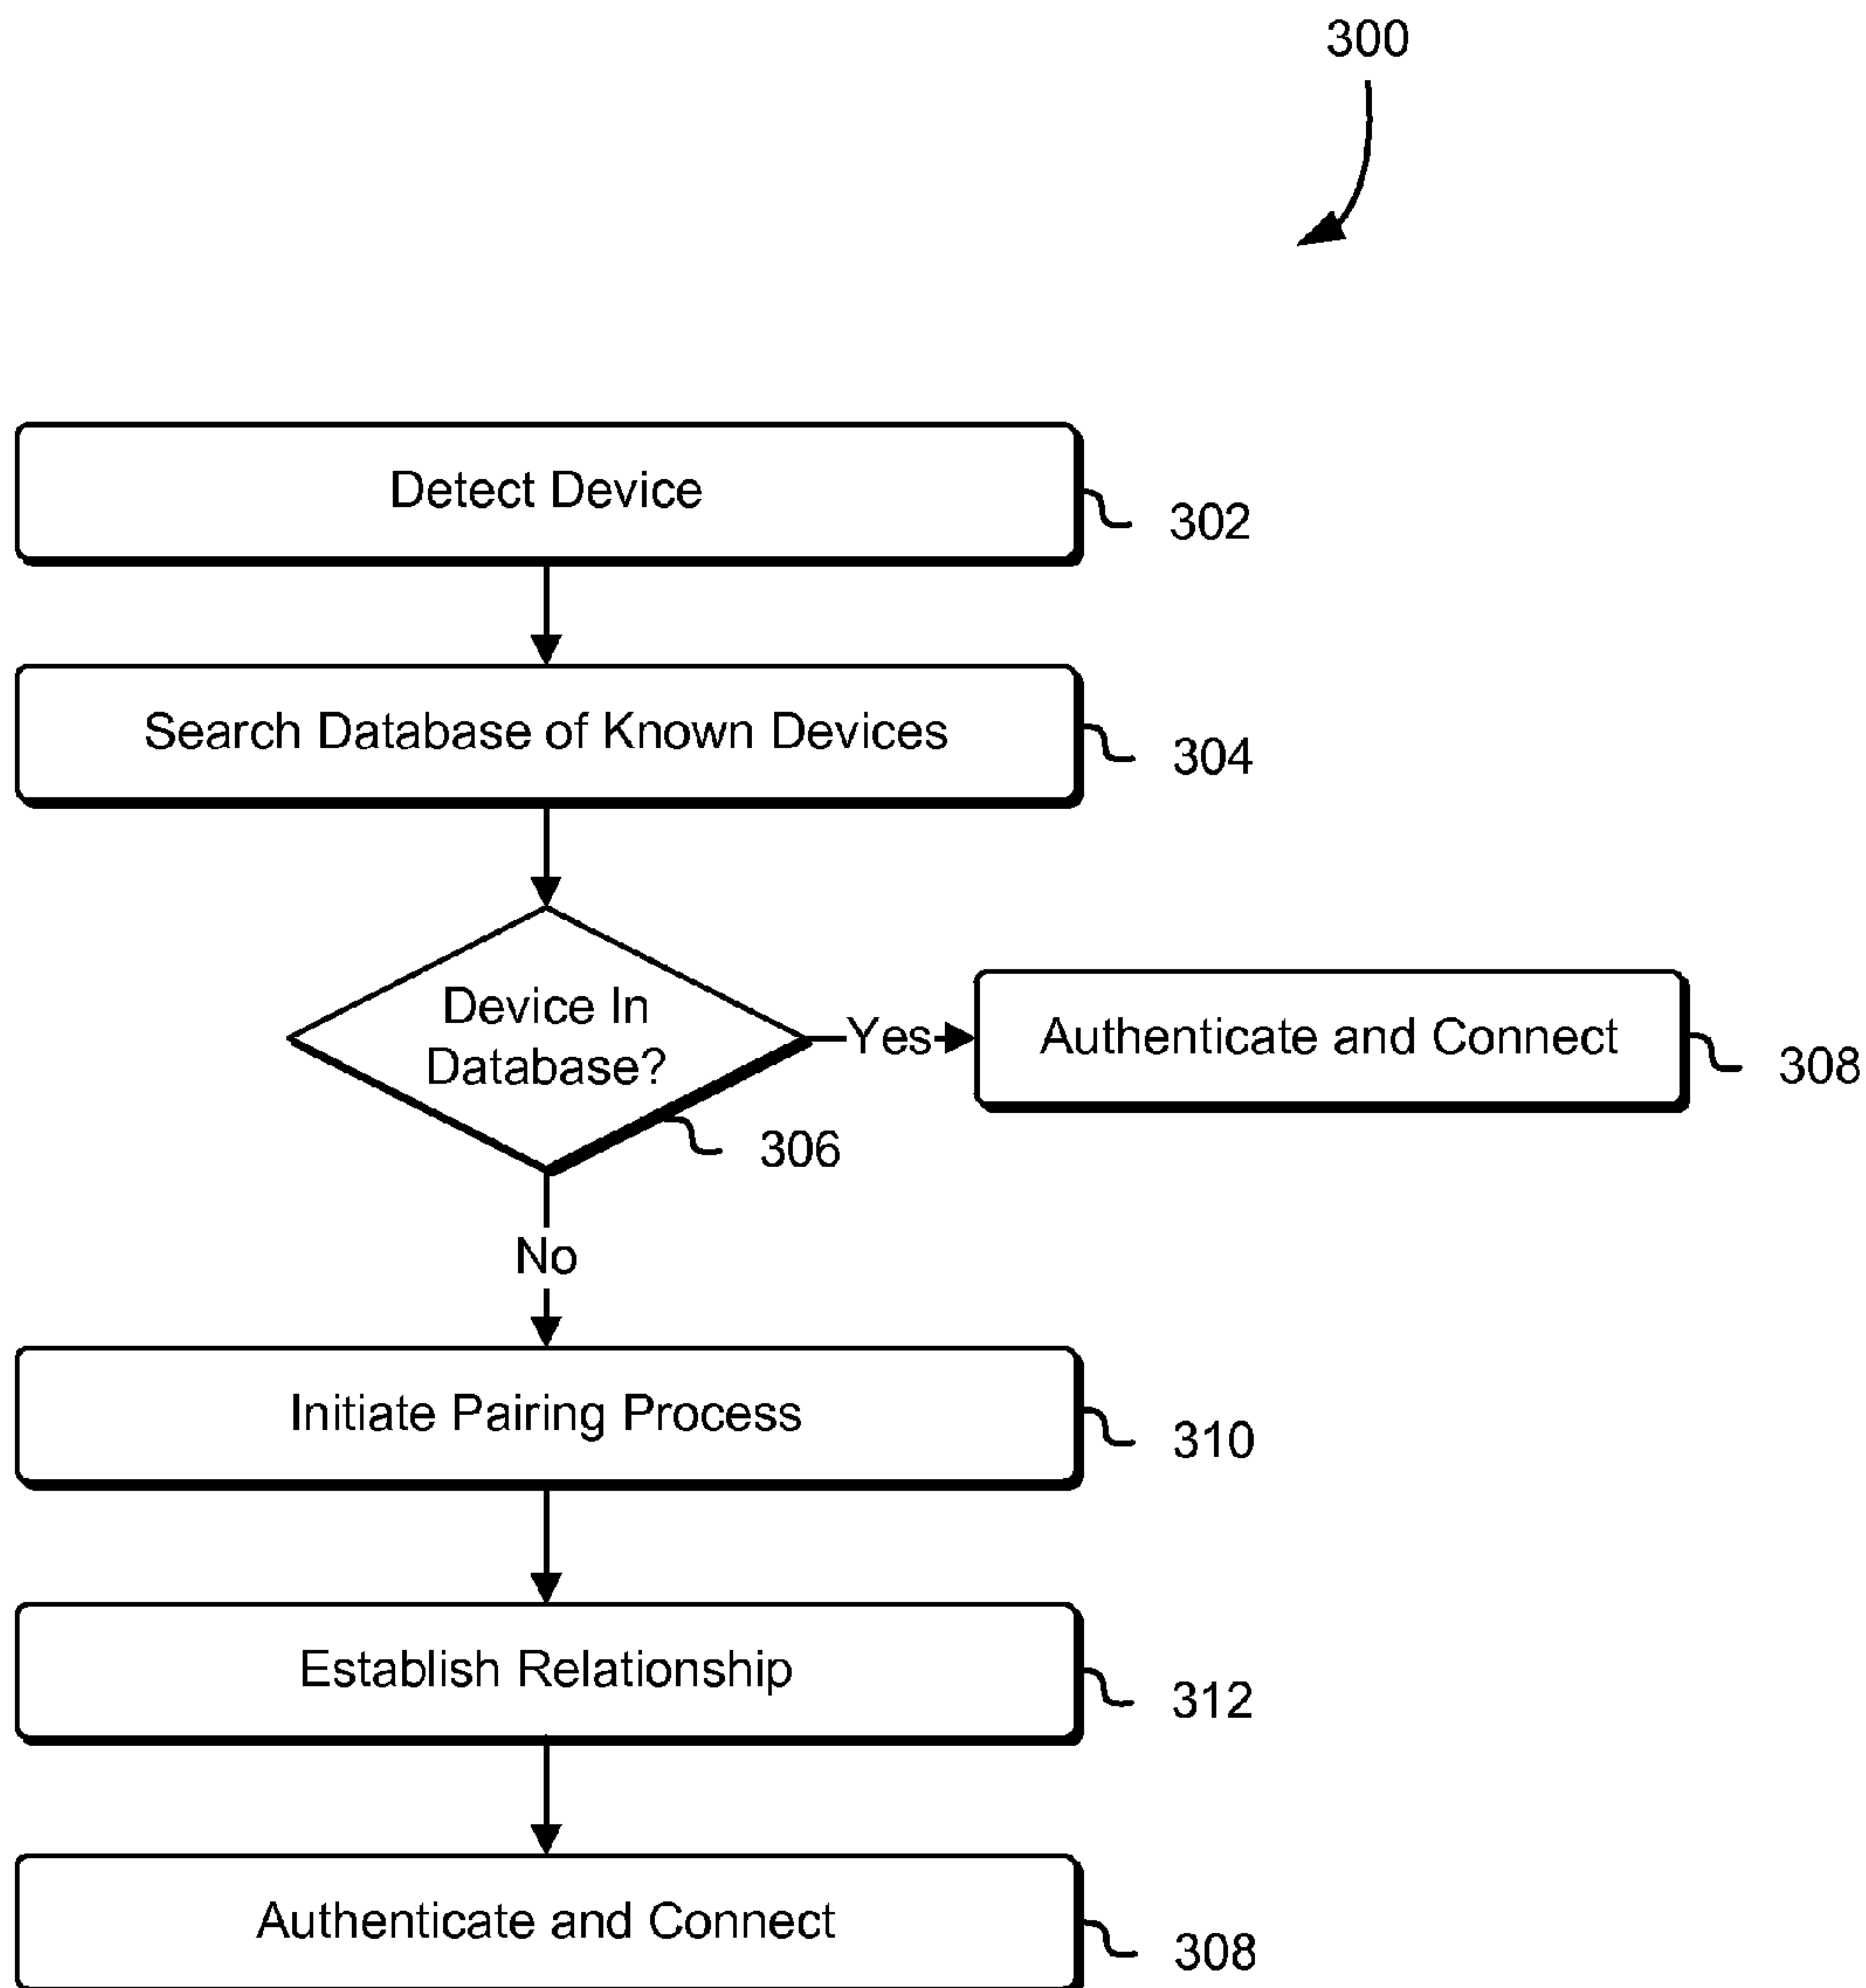 300
Detect Device
302
Search Database of Known Devices
304
Device In
Database?
306
Yes
Authenticate and Connect
308
No
Initiate Pairing Process
310
Establish Relationship
312
Authenticate and Connect
308